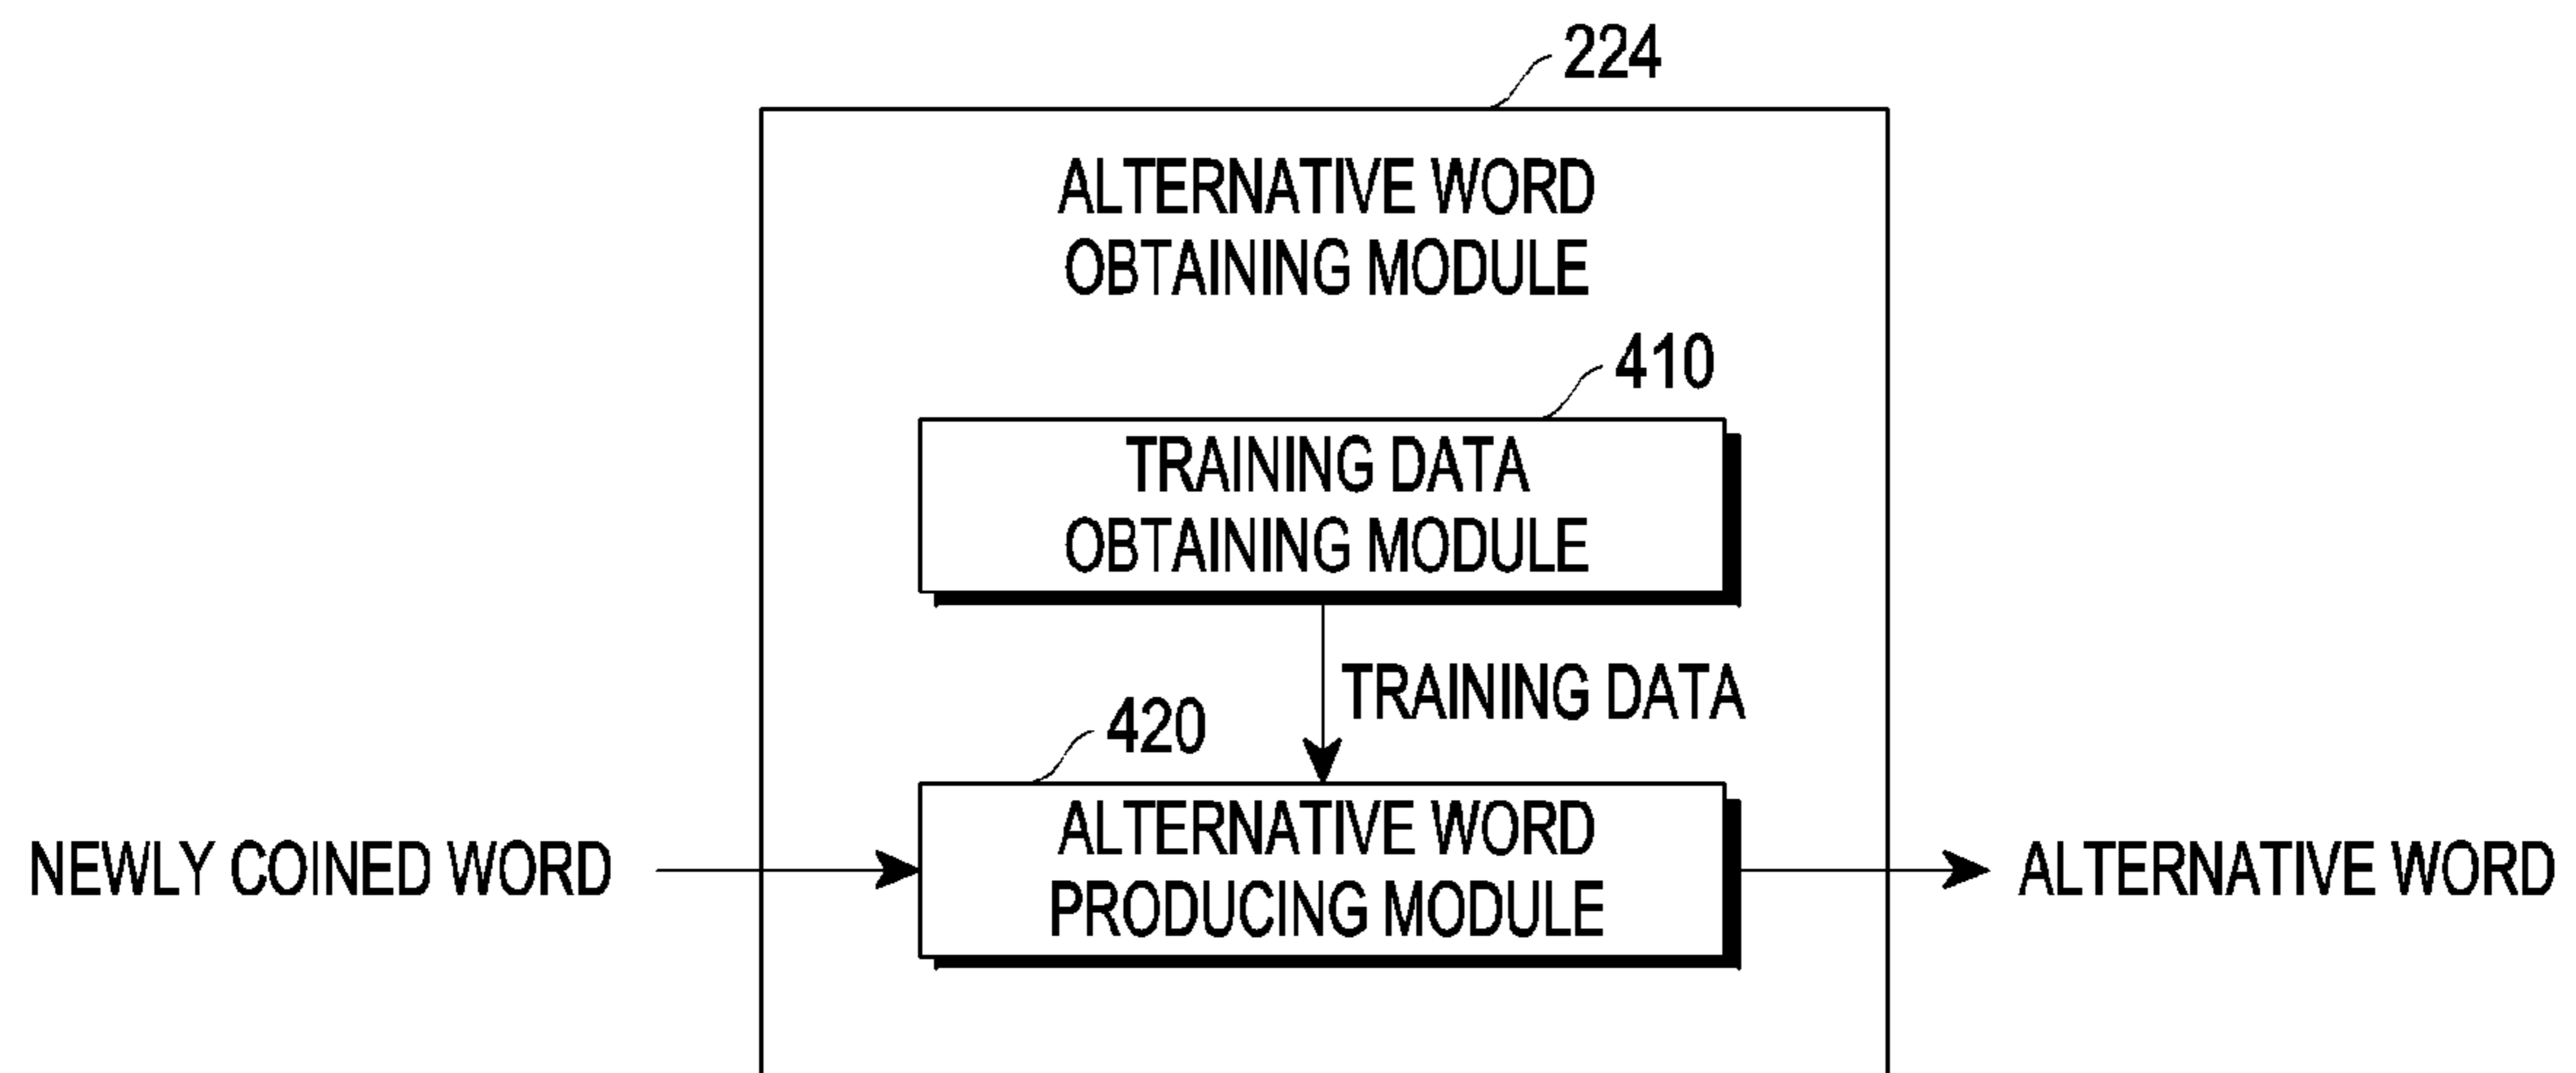 224
ALTERNATIVE WORD
OBTAINING MODULE
410
TRAINING DATA
OBTAINING MODULE
TRAINING DATA
420
ALTERNATIVE WORD
PRODUCING MODULE
NEWLY COINED WORD
ALTERNATIVE WORD